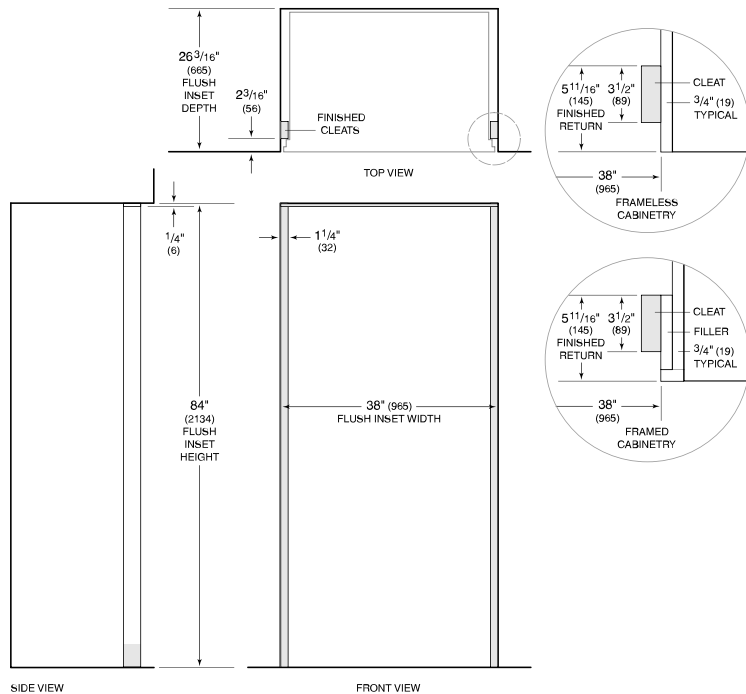 26 3/16"
(665)
FLUSH
INSET
DEPTH
2 3/16"
(56)
FINISHED
CLEATS
TOP VIEW
5 11/16"
(145)
FINISHED
RETURN
3 1/2"
(89)
CLEAT
3/4" (19)
TYPICAL
38"
(965)
FRAMELESS
CABINETRY
1/4"
(6)
1 1/4"
(32)
5 11/16"
(145)
FINISHED
RETURN
3 1/2"
(89)
CLEAT
FILLER
3/4" (19)
TYPICAL
38"
(965)
FRAMED
CABINETRY
84"
(2134)
FLUSH
INSET
HEIGHT
38" (965)
FLUSH INSET WIDTH
SIDE VIEW
FRONT VIEW